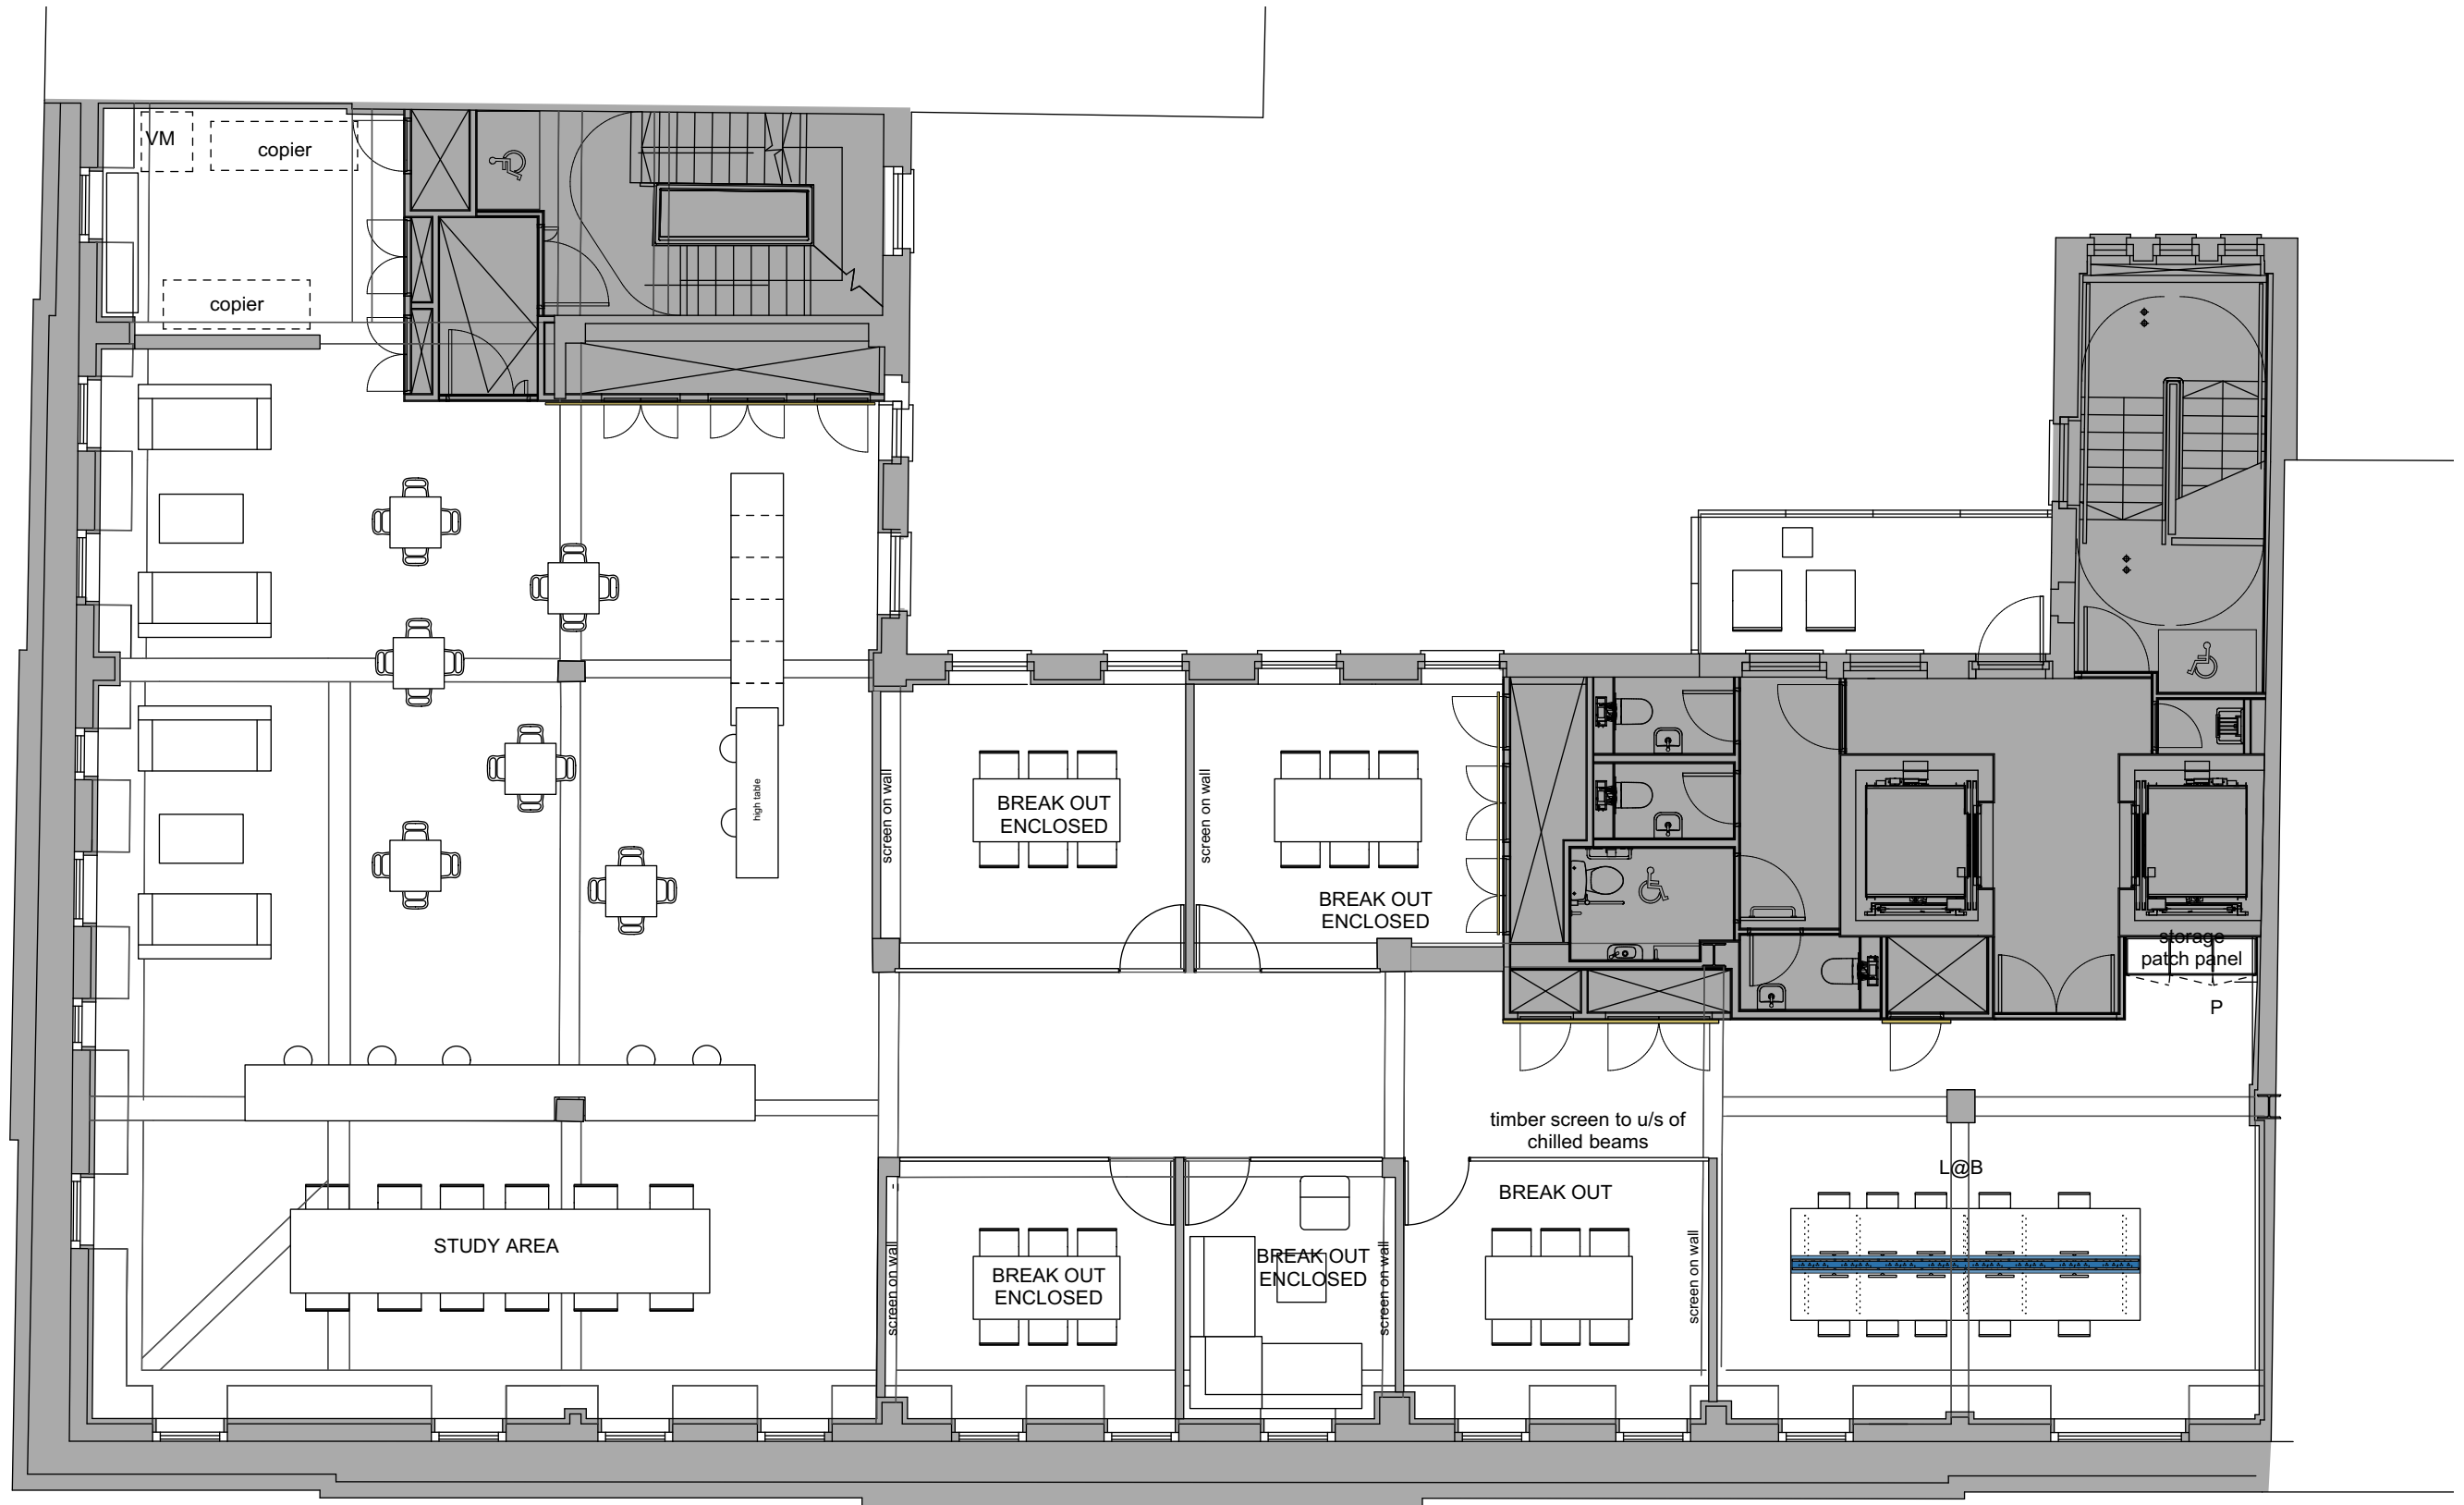 VM
copier
copier
high table
screen on wall
BREAK OUT
ENCLOSED
screen on wall
BREAK OUT
ENCLOSED
storage
patch panel
P
timber screen to u/s of
chilled beams
L@B
STUDY AREA
screen on wall
BREAK OUT
ENCLOSED
BREAK OUT
ENCLOSED
screen on wall
BREAK OUT
screen on wall